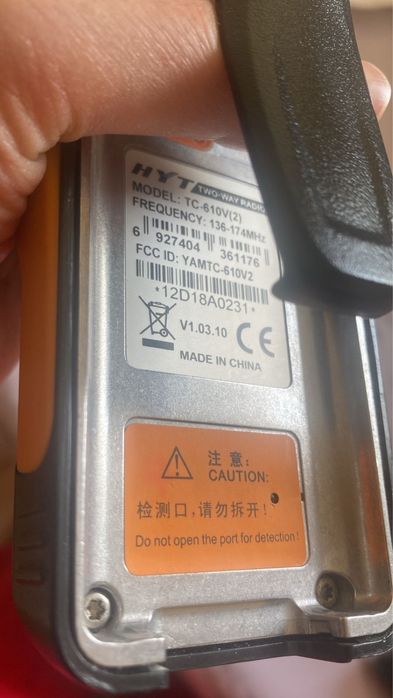 HYT TWO-WAY RADIO
MODEL: TC-610V(2)
FREQUENCY: 136-174MHz
6 927404 361176
FCC ID: YAMTC-610V2
*12D18A0231*
V1.03.10 CE
MADE IN CHINA
注意:
CAUTION:
检测口,请勿拆开!
Do not open the port for detection!